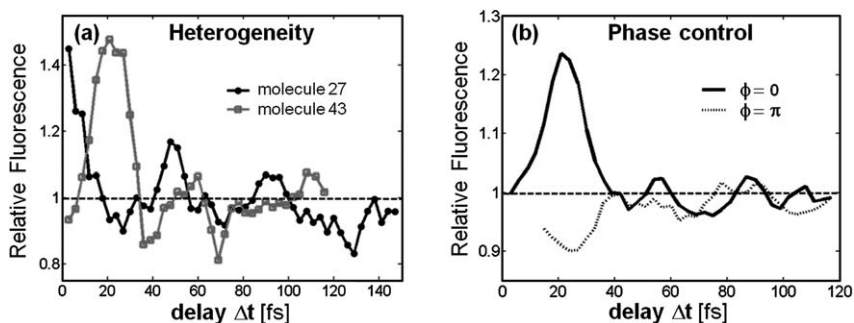 (a) Heterogeneity
molecule 27
molecule 43
Relative Fluorescence
1.4
1.2
1
0.8
0 20 40 60 80 100 120 140
delay Δt [fs]
(b) Phase control
ϕ = 0
ϕ = π
Relative Fluorescence
1.3
1.2
1.1
1
0.9
0 20 40 60 80 100 120
delay Δt [fs]